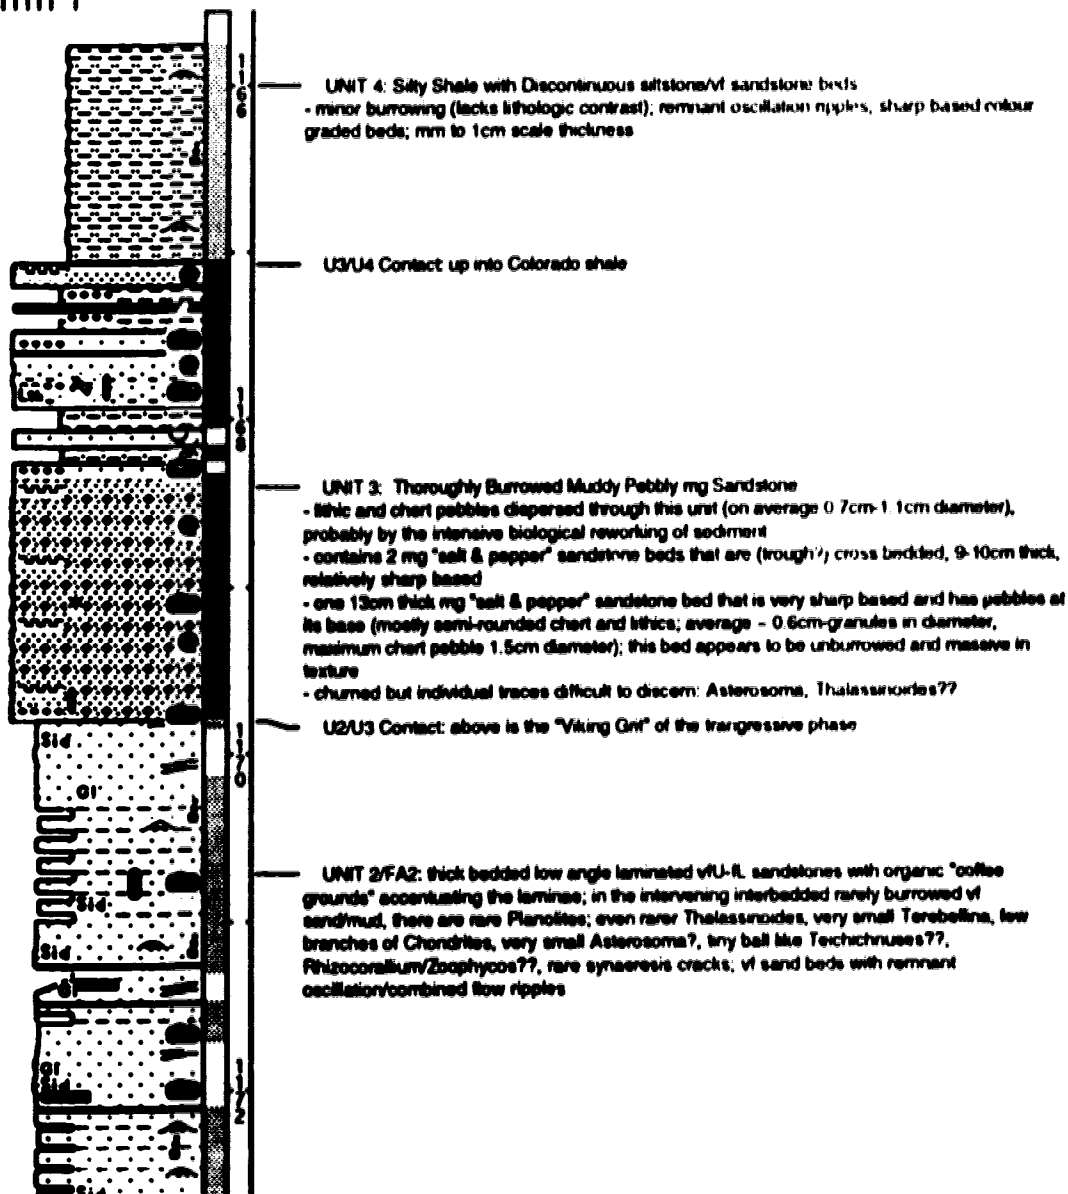 1166
UNIT 4: Silty Shale with Discontinuous siltstone/vf sandstone beds
- minor burrowing (lacks lithologic contrast); remnant oscillation ripples, sharp based colour
graded beds; mm to 1cm scale thickness
U3/U4 Contact: up into Colorado shale
1168
UNIT 3: Thoroughly Burrowed Muddy Pebbly mg Sandstone
- lithic and chert pebbles dispersed through this unit (on average 0.7cm-1.1cm diameter),
probably by the intensive biological reworking of sediment
- contains 2 mg "salt & pepper" sandstone beds that are (trough?) cross bedded, 9-10cm thick,
relatively sharp based
- one 13cm thick mg "salt & pepper" sandstone bed that is very sharp based and has pebbles at
its base (mostly semi-rounded chert and lithics; average - 0.6cm-granules in diameter,
maximum chert pebble 1.5cm diameter); this bed appears to be unburrowed and massive in
texture
- churned but individual traces difficult to discern: Asterosoma, Thalassinoides??
U2/U3 Contact: above is the "Viking Grit" of the trangressive phase
Sid
1170
Gl
UNIT 2/FA2: thick bedded low angle laminated vfU-fL sandstones with organic "coffee
grounds" accentuating the laminae; in the intervening interbedded rarely burrowed vf
sand/mud, there are rare Planolites; even rarer Thalassinoides, very small Terebellina, few
branches of Chondrites, very small Asterosoma?, tiny ball like Teichichnuses??,
Rhizocorallium/Zoophycos??, rare synaeresis cracks; vf sand beds with remnant
oscillation/combined flow ripples
Sid
Sid
Gl
Gl
Sid
1172
Sid